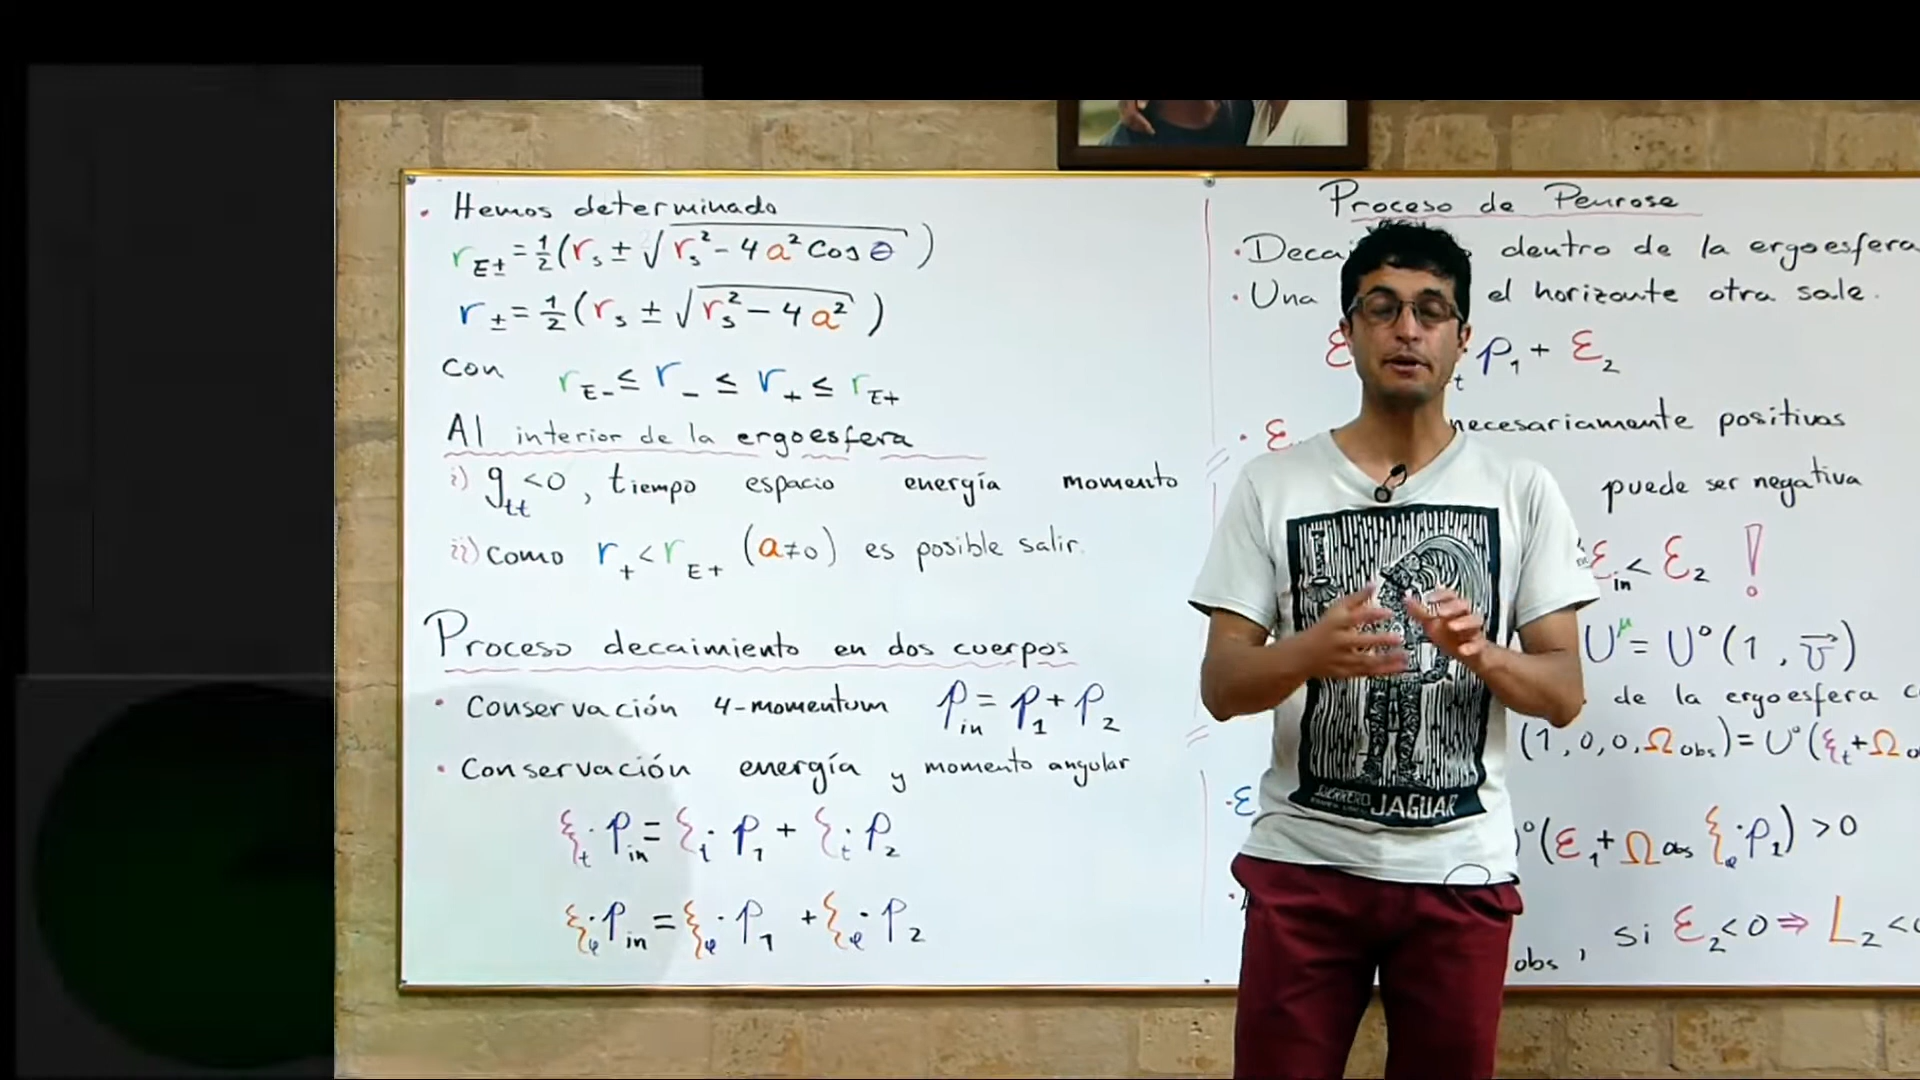 • Hemos determinado
r_E± = 1/2 (r_s ± √(r_s² - 4a² Cos θ))
r_± = 1/2 (r_s ± √(r_s² - 4a²))
con r_E- ≤ r_- ≤ r_+ ≤ r_E+
Al interior de la ergoesfera
i) g_tt < 0, tiempo espacio energía momento
ii) como r_+ < r_E+ (a ≠ 0) es posible salir.
Proceso decaimiento en dos cuerpos
• Conservación 4-momentum p_in = p_1 + p_2
• Conservación energía y momento angular
ξ_t · p_in = ξ_t · p_1 + ξ_t · p_2
ξ_φ · p_in = ξ_φ · p_1 + ξ_φ · p_2
Proceso de Penrose
• dentro de la ergoesfera
• Una el horizonte otra sale.
p_1 + ε_2
• necesariamente positivas
puede ser negativa
ε_in < ε_2 !
U^μ = U° (1, v⃗)
de la ergoesfera
(1, 0, 0, Ω_obs) = U° (ξ_t + Ω
(ε_1 + Ω_obs ξ_φ · p_1) > 0
obs, si ε_2 < 0 ⇒ L_2 <
GUERRERO
JAGUAR